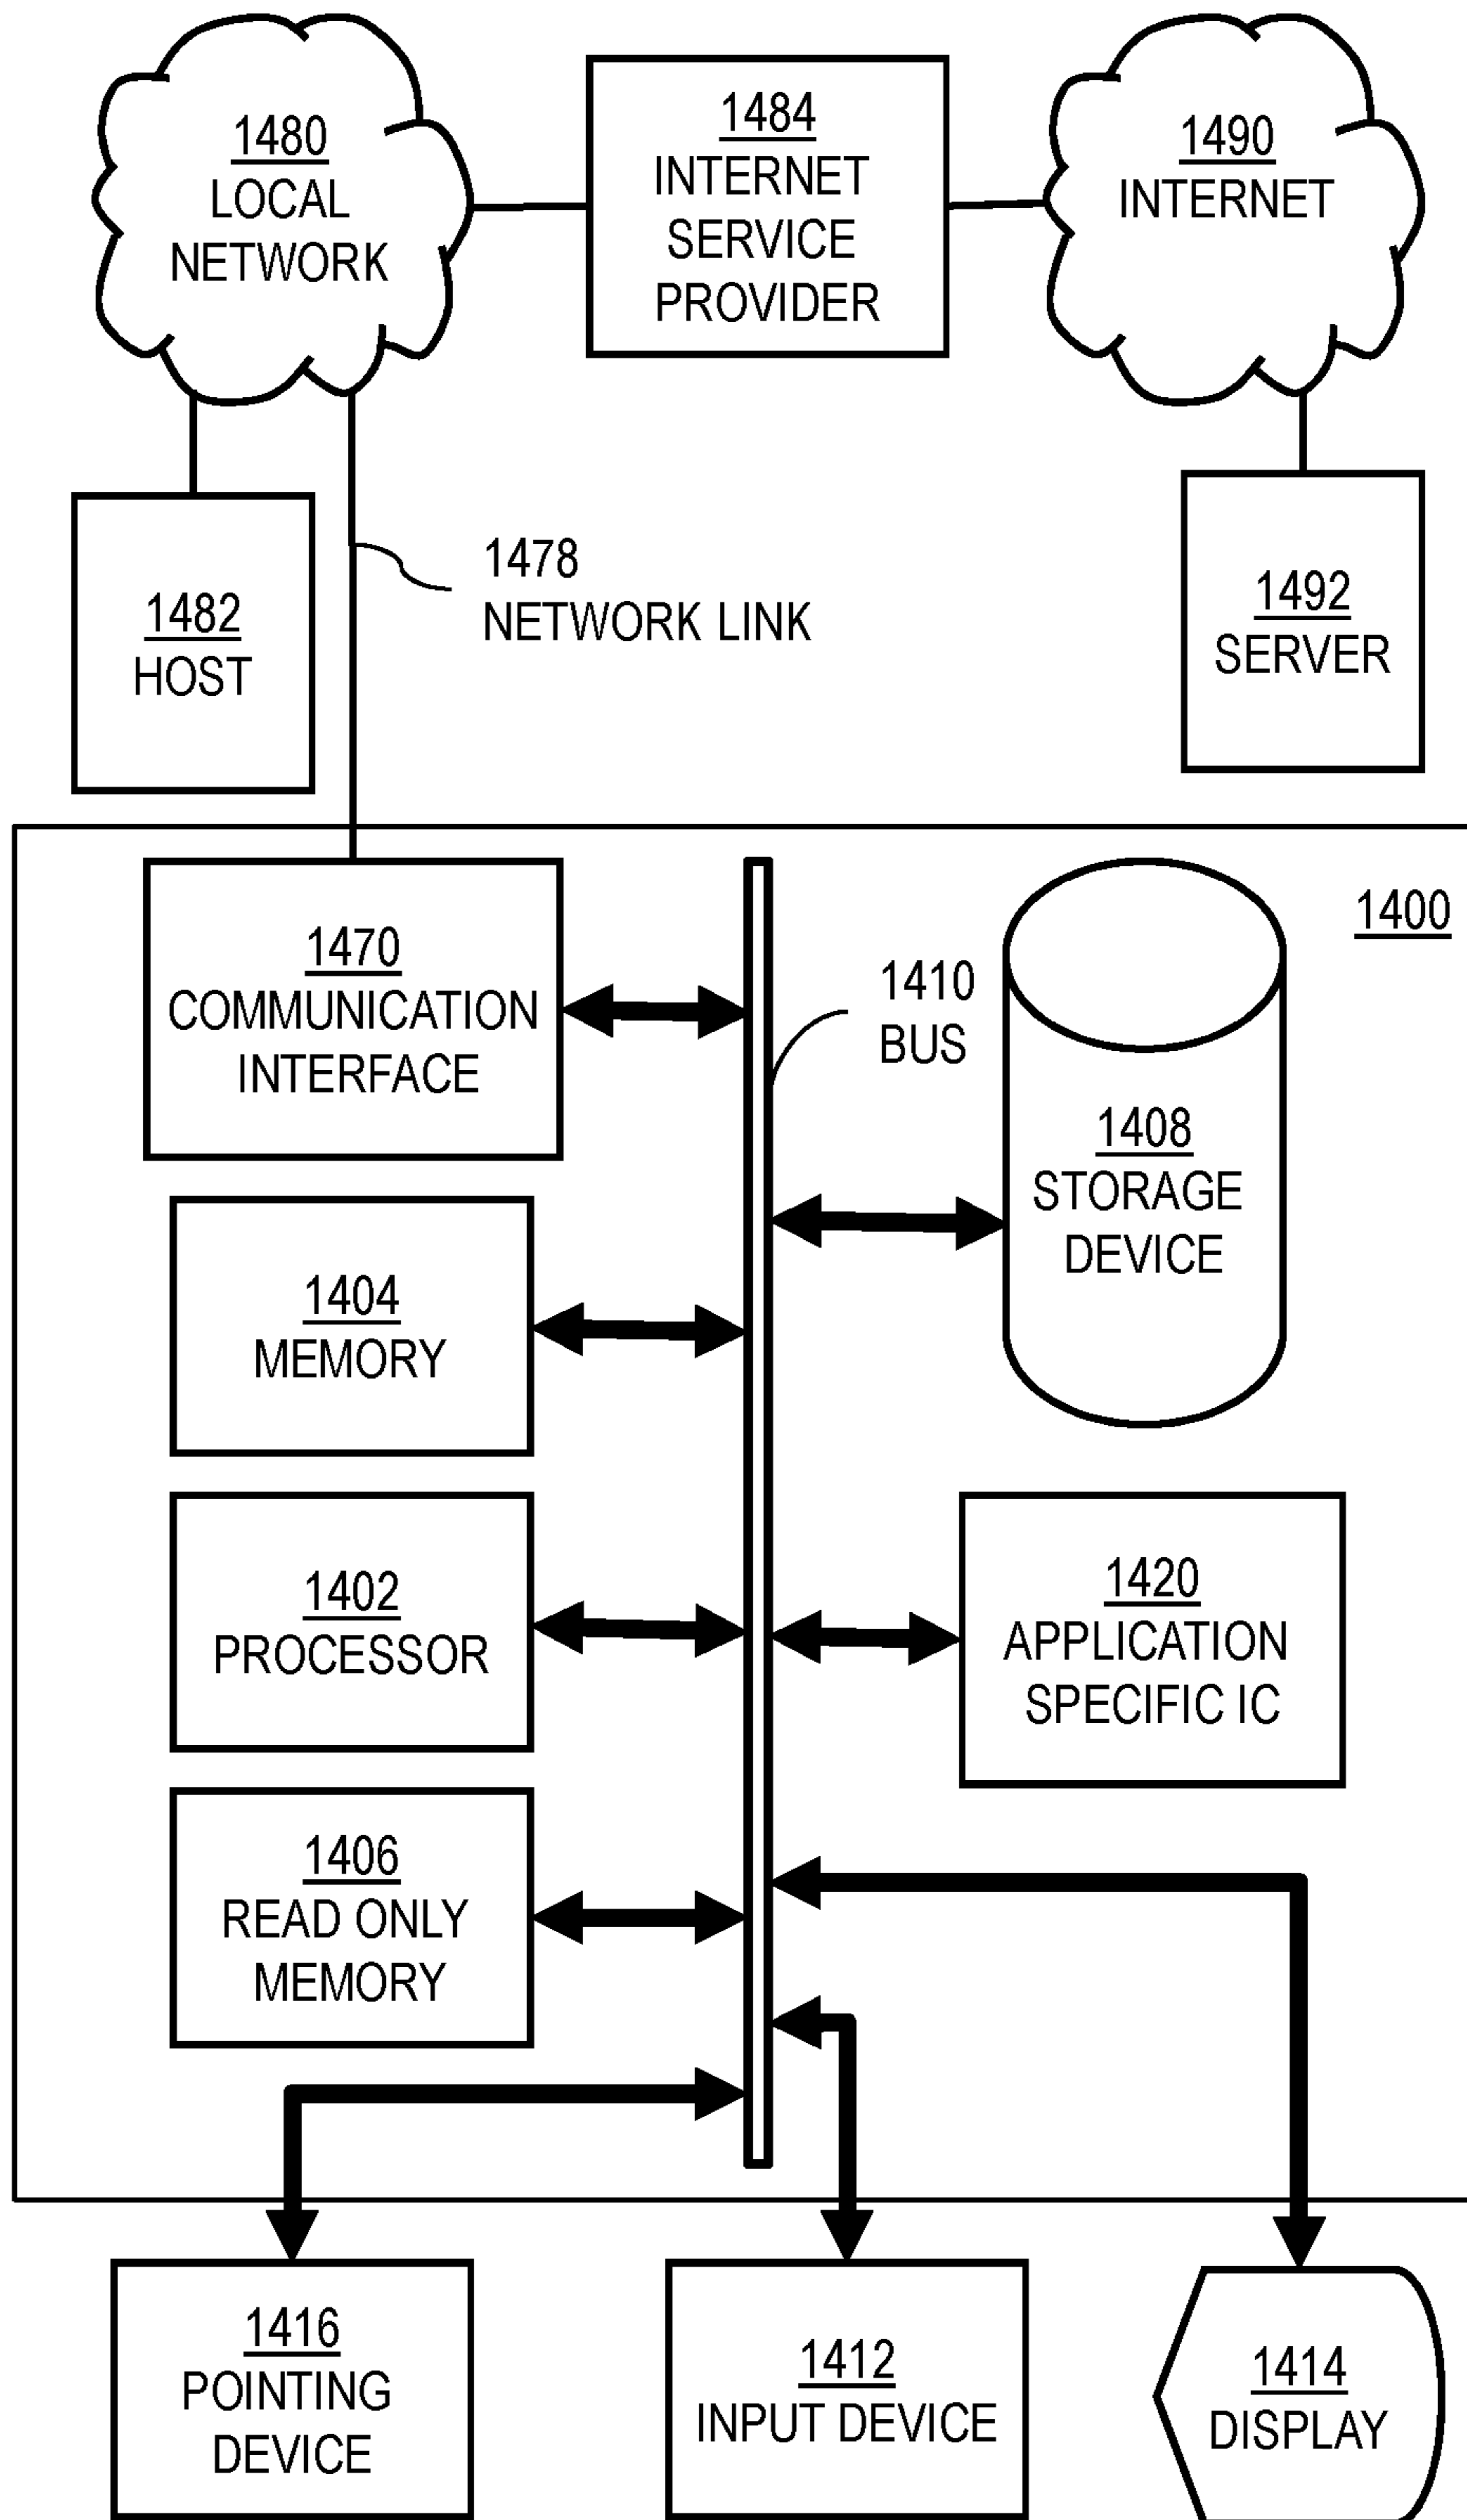 1480
LOCAL
NETWORK
1484
INTERNET
SERVICE
PROVIDER
1490
INTERNET
1482
HOST
1478
NETWORK LINK
1492
SERVER
1400
1470
COMMUNICATION
INTERFACE
1410
BUS
1408
STORAGE
DEVICE
1404
MEMORY
1402
PROCESSOR
1420
APPLICATION
SPECIFIC IC
1406
READ ONLY
MEMORY
1416
POINTING
DEVICE
1412
INPUT DEVICE
1414
DISPLAY